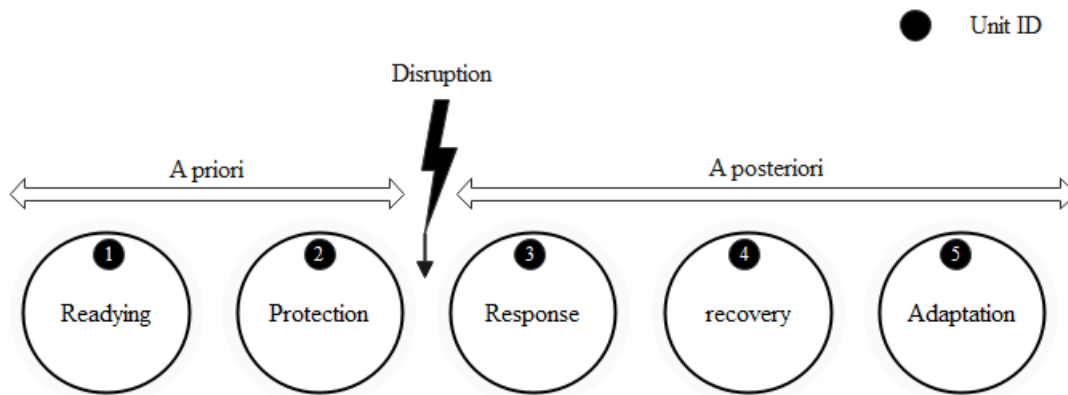 Unit ID
Disruption
A priori
A posteriori
1 2 3 4 5
Readying Protection Response recovery Adaptation